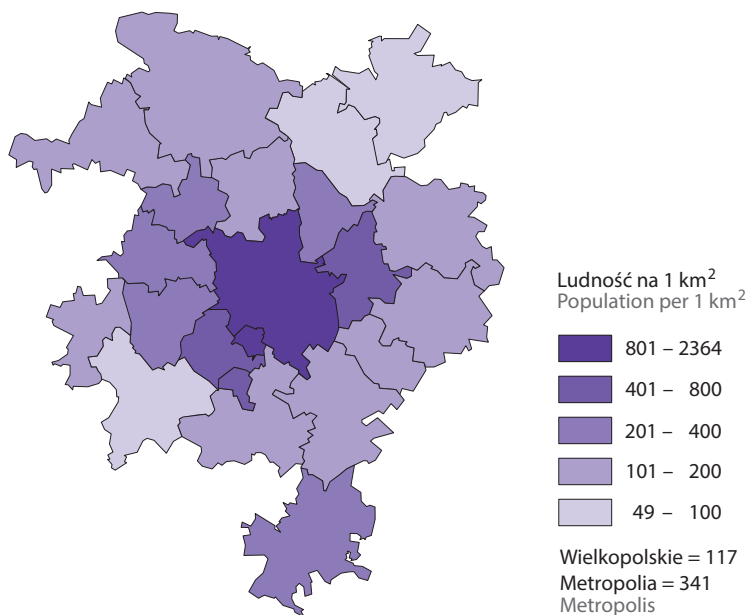 Ludność na 1 km²
Population per 1 km²
801 – 2364
401 – 800
201 – 400
101 – 200
49 – 100
Wielkopolskie = 117
Metropolia = 341
Metropolis